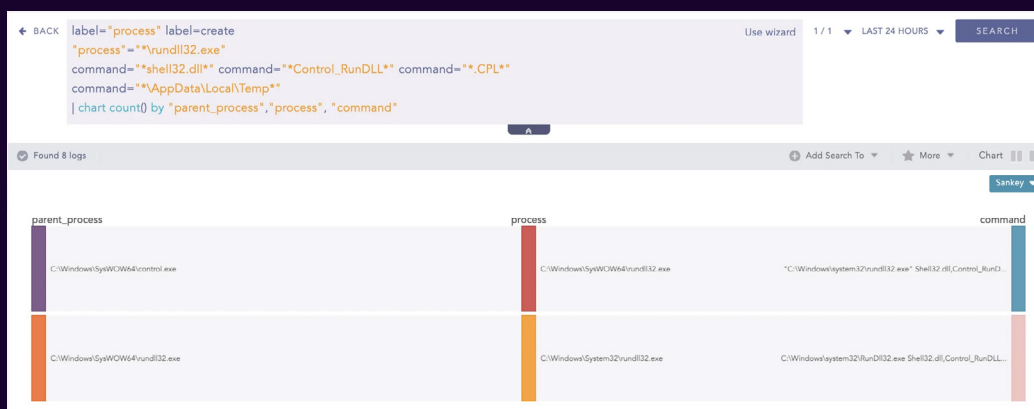 BACK
label="process" label=create
"process"="*\rundll32.exe"
command="*shell32.dll*" command="*Control_RunDLL*" command="*.CPL*"
command="*\AppData\Local\Temp*"
| chart count() by "parent_process","process", "command"
Use wizard
1 / 1
LAST 24 HOURS
SEARCH
Found 8 logs
Add Search To
More
Chart
Sankey
parent_process process command
C:\Windows\SysWOW64\control.exe C:\Windows\SysWOW64\rundll32.exe "C:\Windows\system32\rundll32.exe" Shell32.dll,Control_RunD...
C:\Windows\SysWOW64\rundll32.exe C:\Windows\System32\rundll32.exe C:\Windows\system32\RunDll32.exe Shell32.dll,Control_RunDLL...